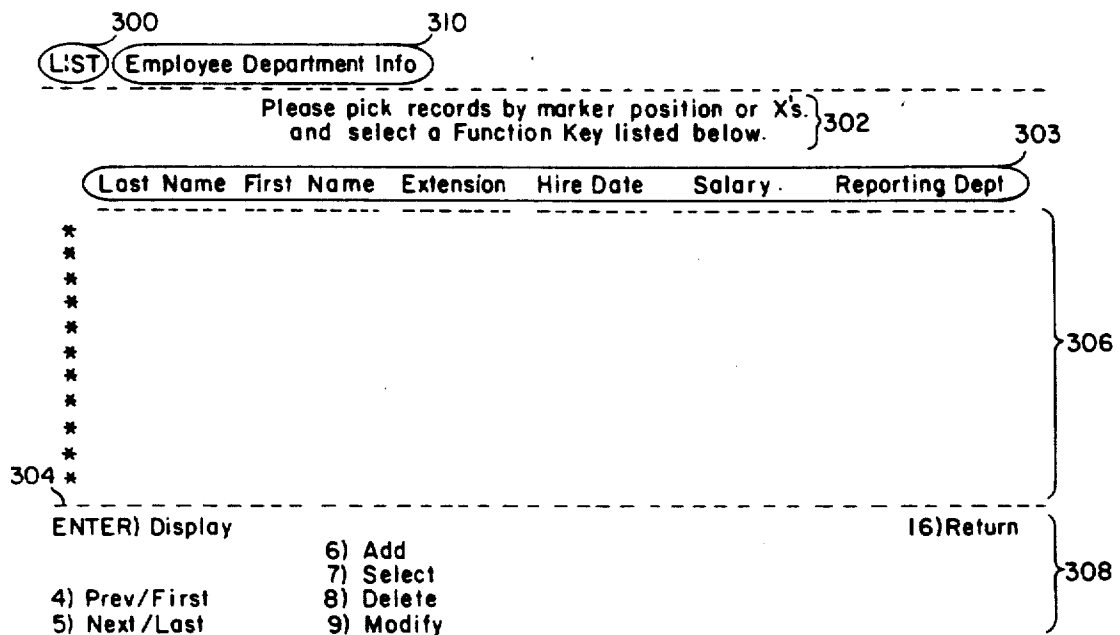 300 310
LIST Employee Department Info
Please pick records by marker position or X's.
and select a Function Key listed below.
302
303
Last Name First Name Extension Hire Date Salary. Reporting Dept
*
*
*
*
*
*
*
*
*
*
*
306
304
ENTER) Display 16) Return
6) Add
7) Select
4) Prev/First 8) Delete
5) Next/Last 9) Modify
308